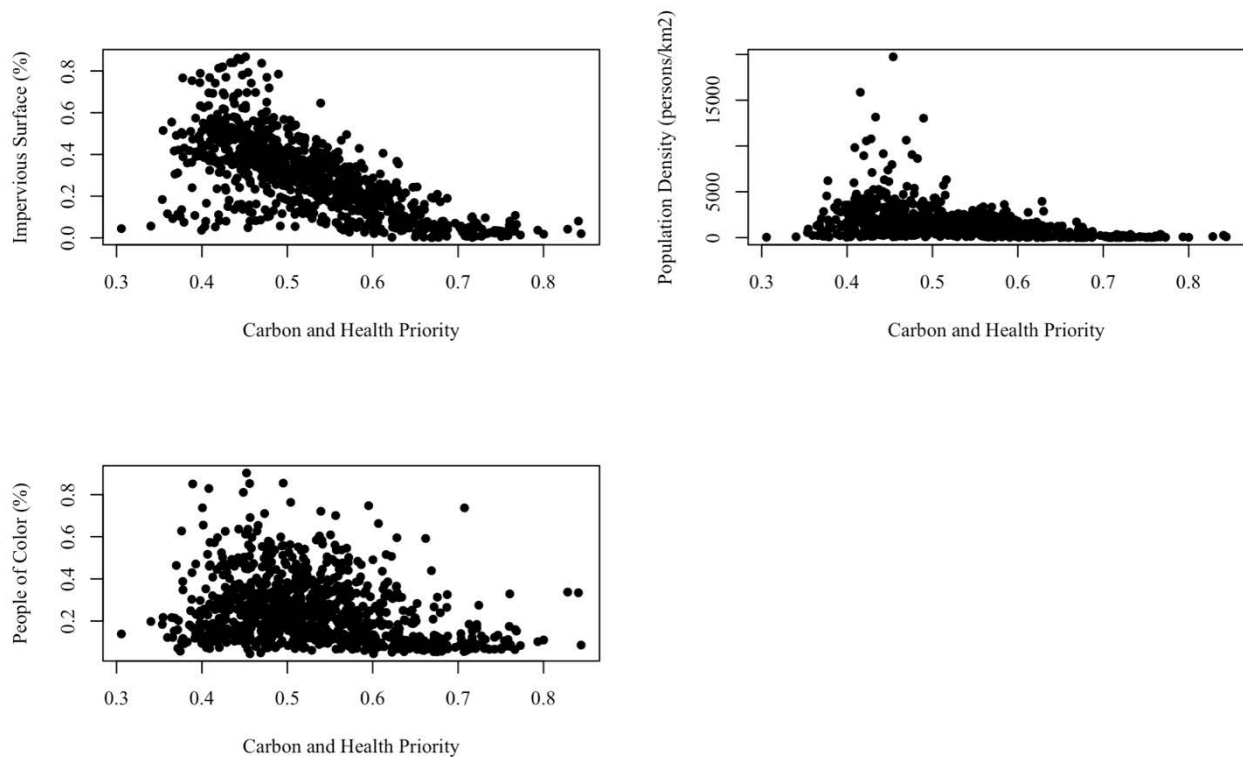 Impervious Surface (%)
0.0 0.2 0.4 0.6 0.8
0.3 0.4 0.5 0.6 0.7 0.8
Carbon and Health Priority
Population Density (persons/km2)
0 5000 15000
0.3 0.4 0.5 0.6 0.7 0.8
Carbon and Health Priority
People of Color (%)
0.2 0.4 0.6 0.8
0.3 0.4 0.5 0.6 0.7 0.8
Carbon and Health Priority